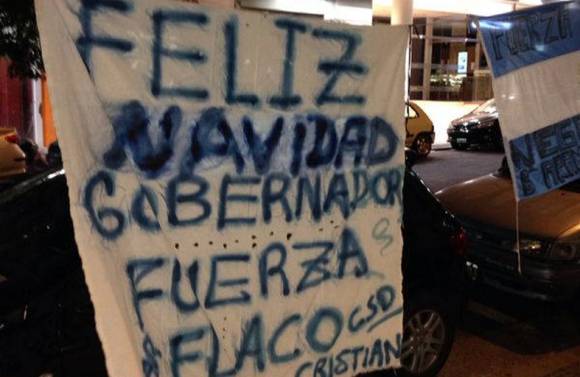 FELIZ
NAVIDAD
GOBERNADOR
FUERZA
FLACO CSD
CRISTIAN
FUERZA